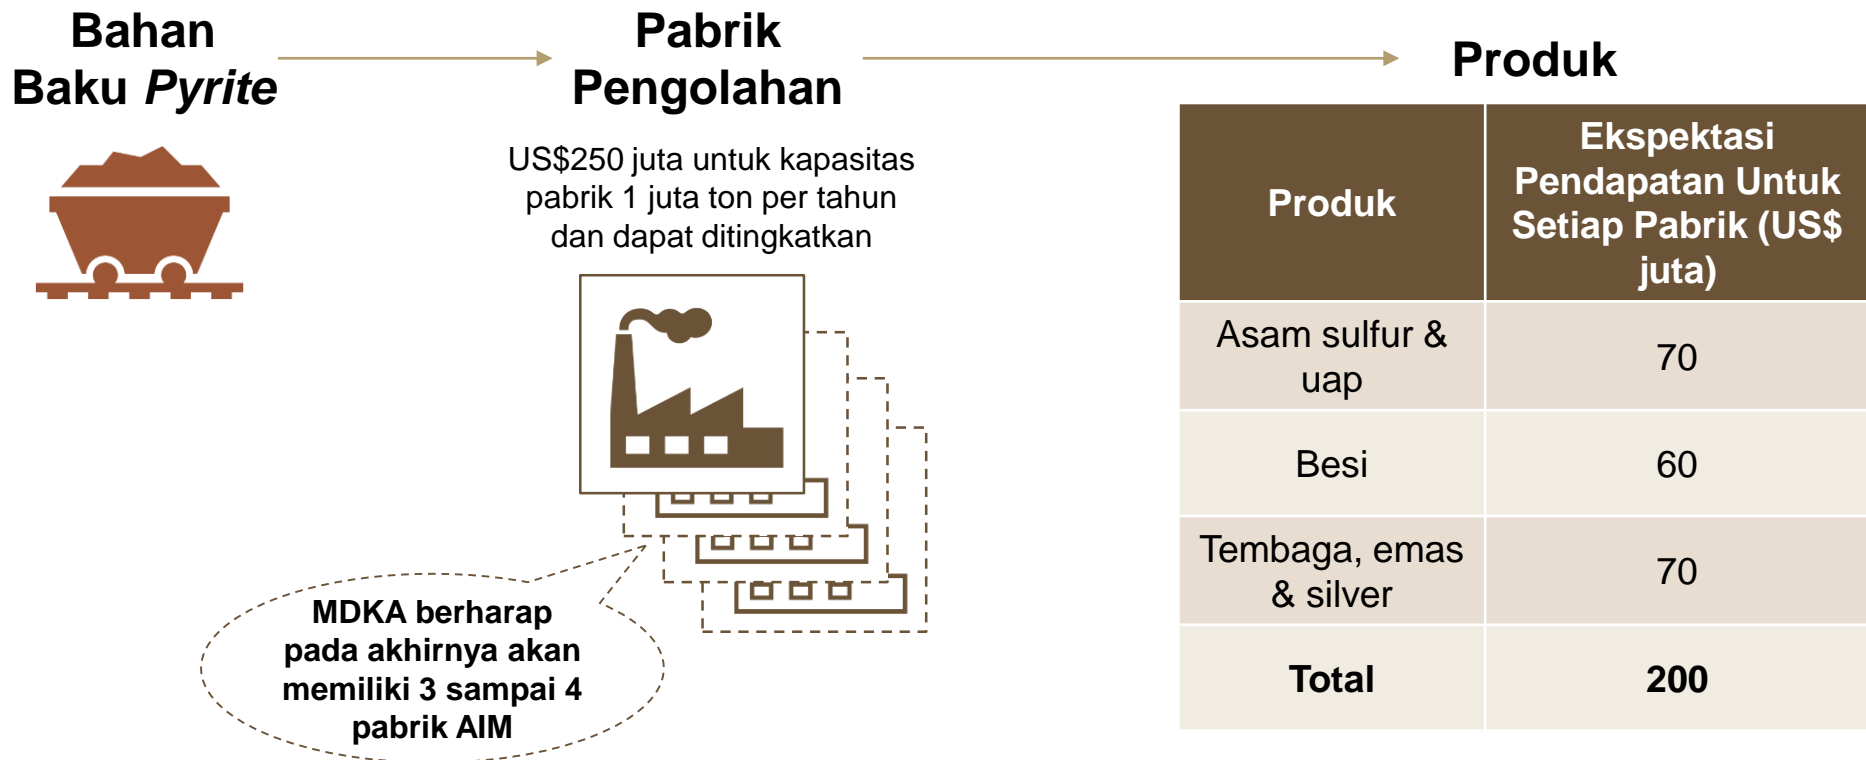 Bahan
Baku Pyrite
Pabrik
Pengolahan
US$250 juta untuk kapasitas
pabrik 1 juta ton per tahun
dan dapat ditingkatkan
MDKA berharap
pada akhirnya akan
memiliki 3 sampai 4
pabrik AIM
Produk
Produk
Ekspektasi
Pendapatan Untuk
Setiap Pabrik (US$
juta)
Asam sulfur &
uap
70
Besi
60
Tembaga, emas
& silver
70
Total
200